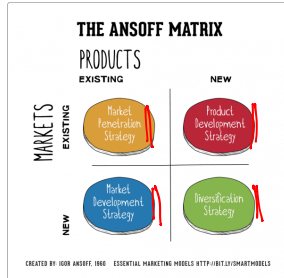 THE ANSOFF MATRIX
PRODUCTS
EXISTING NEW
MARKETS
EXISTING
Market
Penetration
Strategy
Product
Development
Strategy
NEW
Market
Development
Strategy
Diversification
Strategy
CREATED BY: IGOR ANSOFF, 1960 ESSENTIAL MARKETING MODELS HTTP://BIT.LY/SMARTMODELS